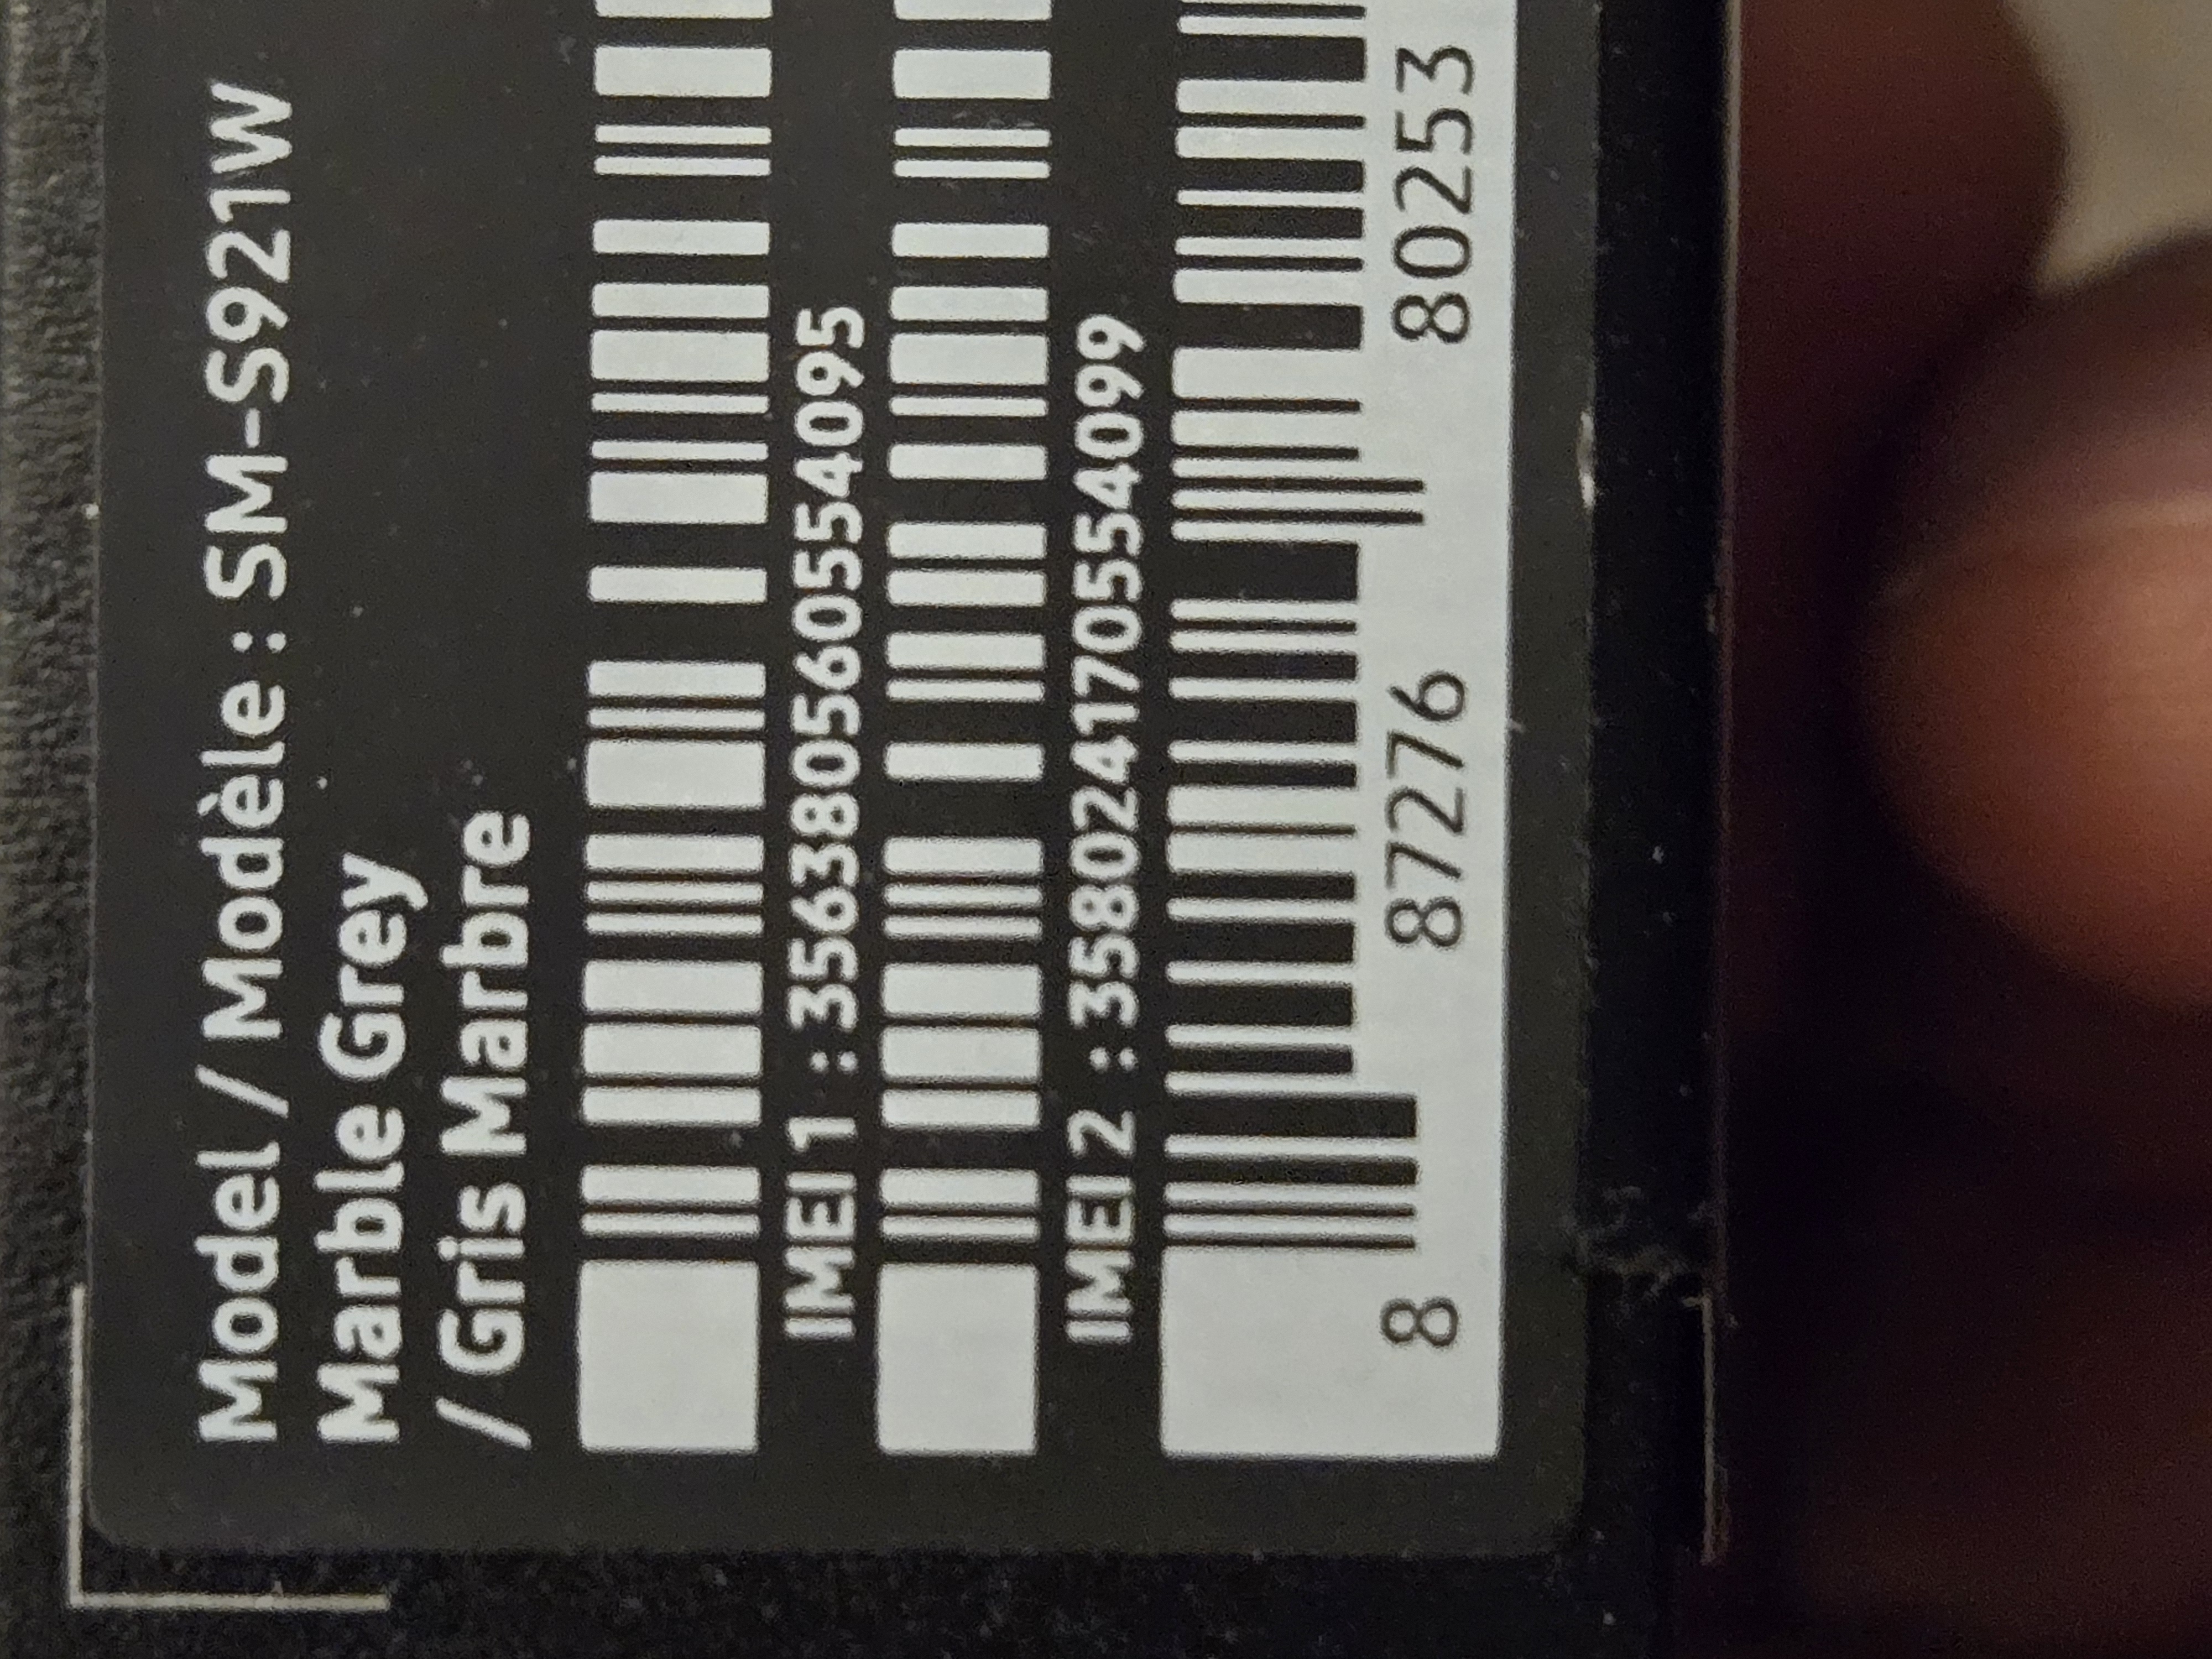 Model / Modèle : SM-S921W
Marble Grey
/ Gris Marbre
IMEI 1 : 356380560554095
IMEI 2 : 358024170554099
8 87276 80253